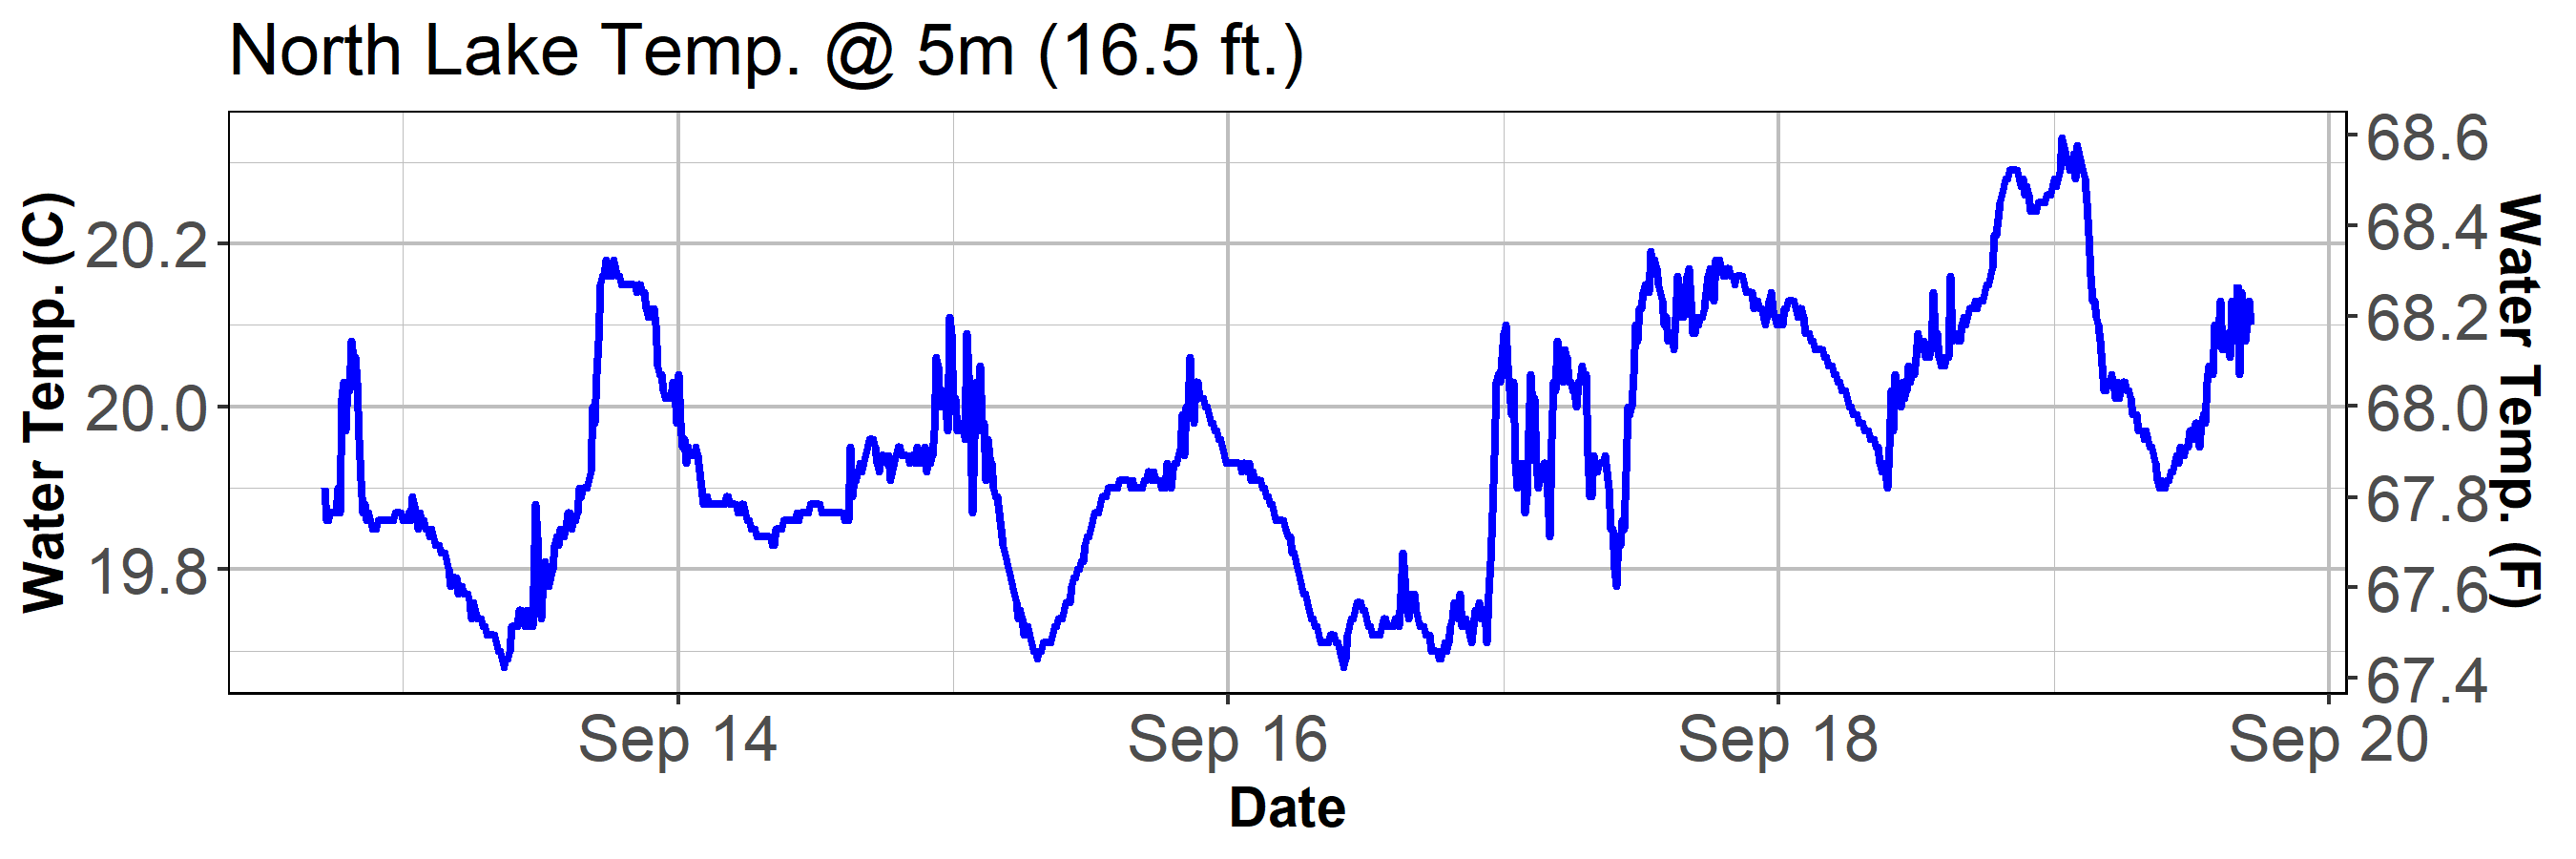 North Lake Temp. @ 5m (16.5 ft.)
Water Temp. (C)
20.2
20.0
19.8
68.6
68.4
68.2
68.0
67.8
67.6
67.4
Water Temp. (F)
Sep 14
Sep 16
Sep 18
Sep 20
Date